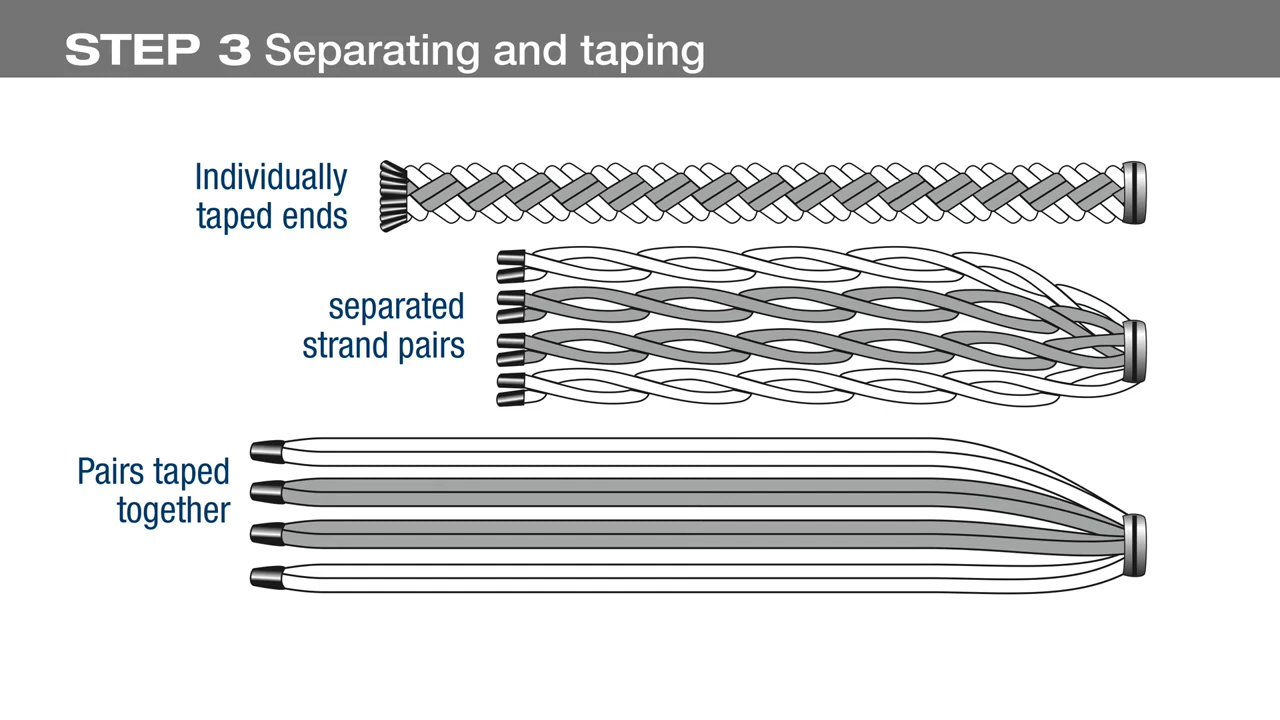 STEP 3 Separating and taping
Individually
taped ends
separated
strand pairs
Pairs taped
together